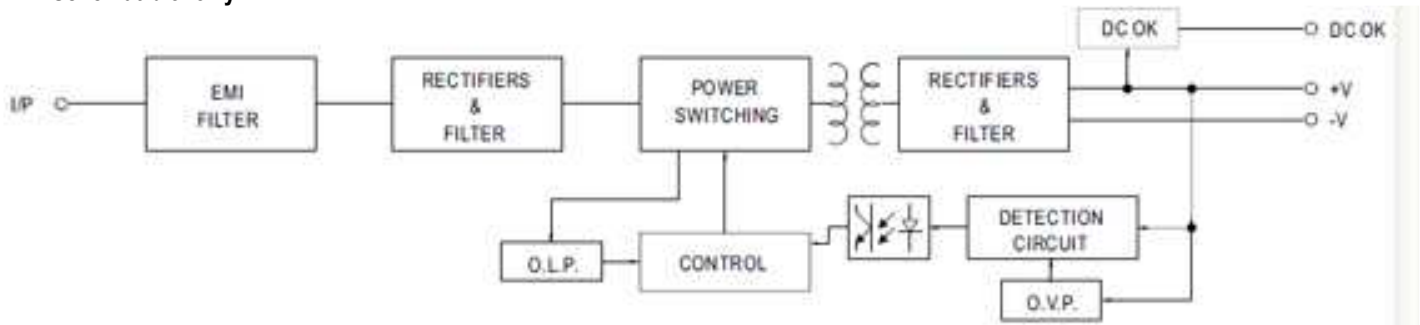 DC OK
DC OK
I/P
EMI
FILTER
RECTIFIERS
&
FILTER
POWER
SWITCHING
RECTIFIERS
&
FILTER
+V
-V
O.L.P.
CONTROL
DETECTION
CIRCUIT
O.V.P.